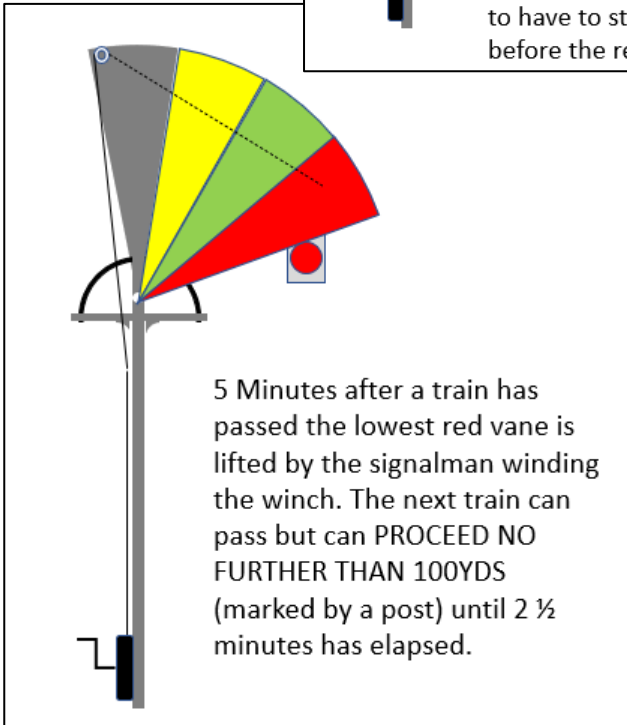 to have to st
before the re
5 Minutes after a train has
passed the lowest red vane is
lifted by the signalman winding
the winch. The next train can
pass but can PROCEED NO
FURTHER THAN 100YDS
(marked by a post) until 2 ½
minutes has elapsed.